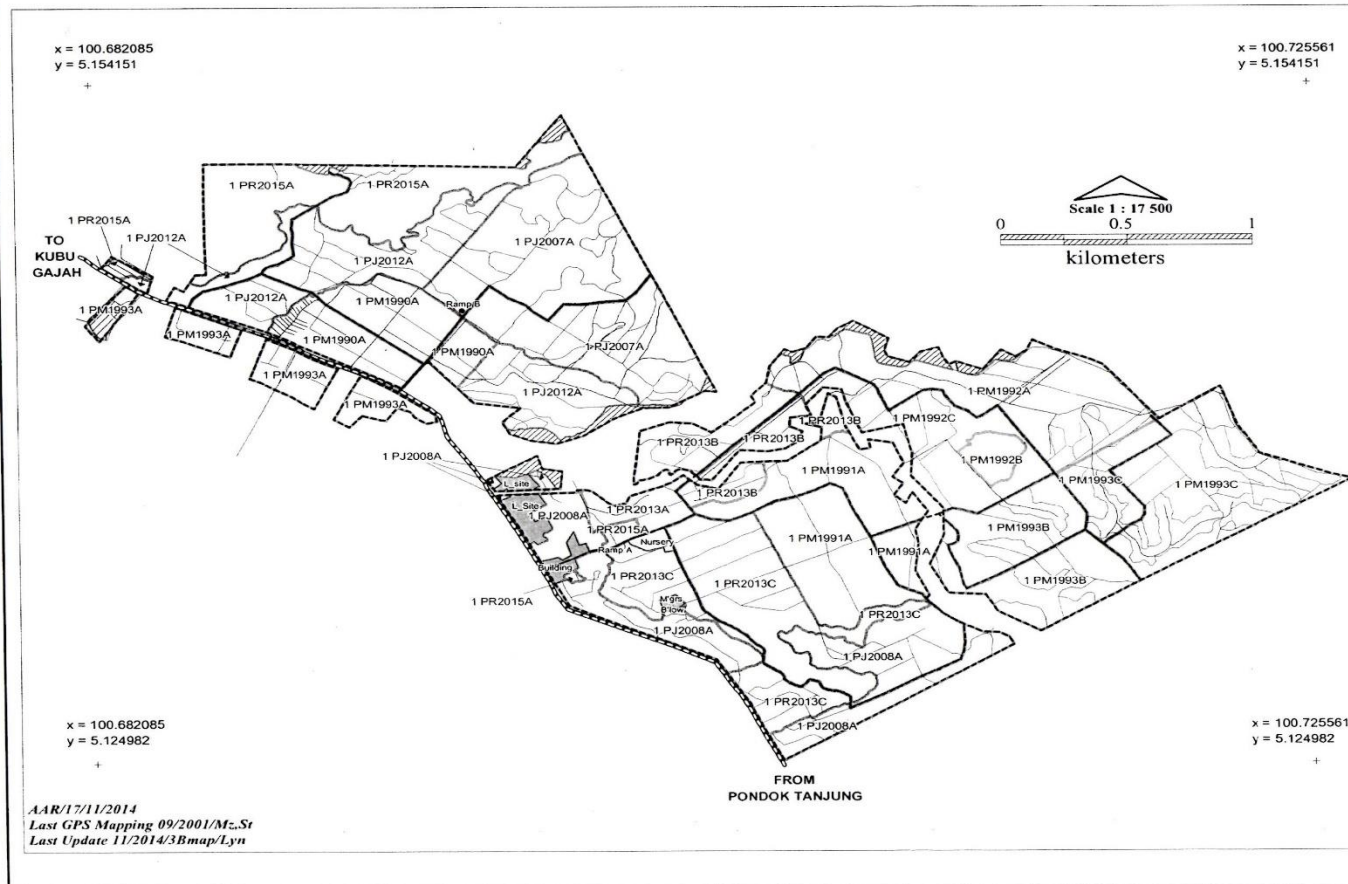 x = 100.682085
y = 5.154151
x = 100.725561
y = 5.154151
Scale 1 : 17 500
0 0.5 1
kilometers
1 PR2015A
1 PR2015A
1 PR2015A
1 PJ2012A
TO
KUBU
GAJAH
1 PJ2007A
1 PJ2012A
1 PJ2012A
1 PM1990A
Ramp B
1 PM1993A
1 PM1993A
1 PM1990A
1 PM1990A
1 PJ2007A
1 PM1993A
1 PM1993A
1 PJ2012A
1 PM1992A
1 PR2013B
1 PM1992C
1 PR2013B
1 PR2013B
1 PJ2008A
1 PM1992B
1 PM1991A
L_site
1 PR2013B
1 PM1993C
1 PM1993C
L_Site
1 PR2013A
1 PJ2008A
1 PR2015A
1 PM1993B
Nursery
1 PM1991A
Ramp A
1 PM1991A
Building
1 PR2013C
1 PR2013C
1 PM1993B
1 PR2015A
M'grs
B'low
1 PR2013C
1 PJ2008A
1 PJ2008A
1 PR2013C
1 PJ2008A
x = 100.682085
y = 5.124982
x = 100.725561
y = 5.124982
FROM
PONDOK TANJUNG
AAR/17/11/2014
Last GPS Mapping 09/2001/Mz,St
Last Update 11/2014/3Bmap/Lyn